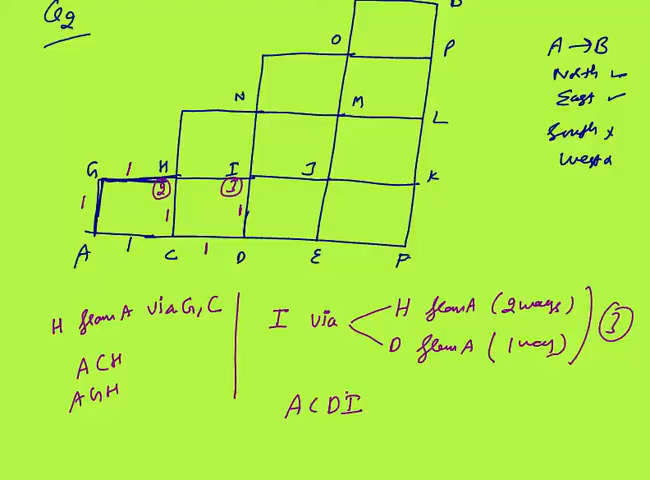 Q2
B
O
P
A → B
North ✓
East ✓
South x
West x
N
M
L
G 1 H I J K
2 3
1 1 1
1 1
A C D E F
H from A via G, C
ACH
AGH
I via
H from A (2 ways)
D from A (1 way)
3
ACDI